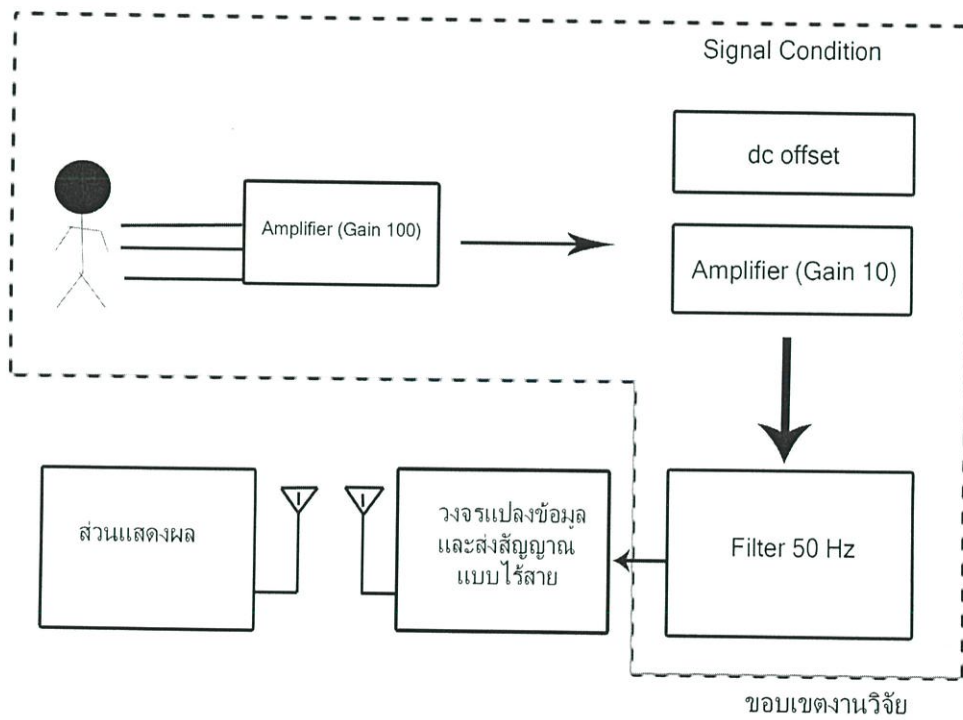 Signal Condition
dc offset
Amplifier (Gain 100)
Amplifier (Gain 10)
ส่วนแสดงผล
วงจรแปลงข้อมูล
และส่งสัญญาณ
แบบไร้สาย
Filter 50 Hz
ขอบเขตงานวิจัย